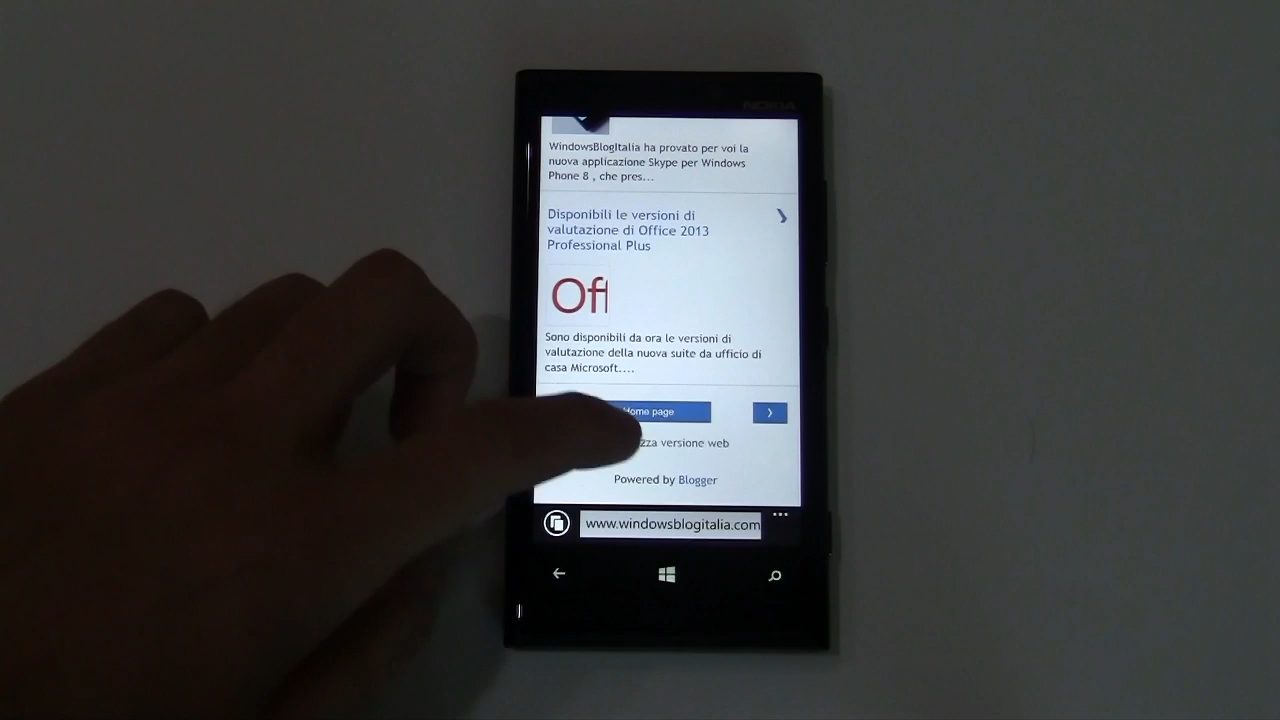 NOKIA
WindowsBlogItalia ha provato per voi la
nuova applicazione Skype per Windows
Phone 8 , che pres...
Disponibili le versioni di
valutazione di Office 2013
Professional Plus
❯
Of
Sono disponibili da ora le versioni di
valutazione della nuova suite da ufficio di
casa Microsoft....
Home page
›
versione web
Powered by Blogger
www.windowsblogitalia.com
...